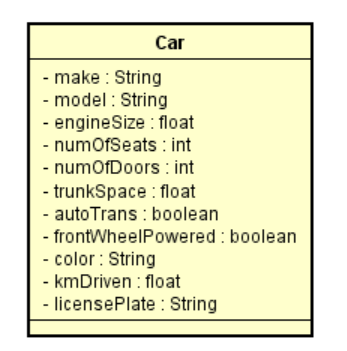 Car
- make : String
- model : String
- engineSize : float
- numOfSeats : int
- numOfDoors : int
- trunkSpace : float
- autoTrans : boolean
- frontWheelPowered : boolean
- color : String
- kmDriven : float
- licensePlate : String